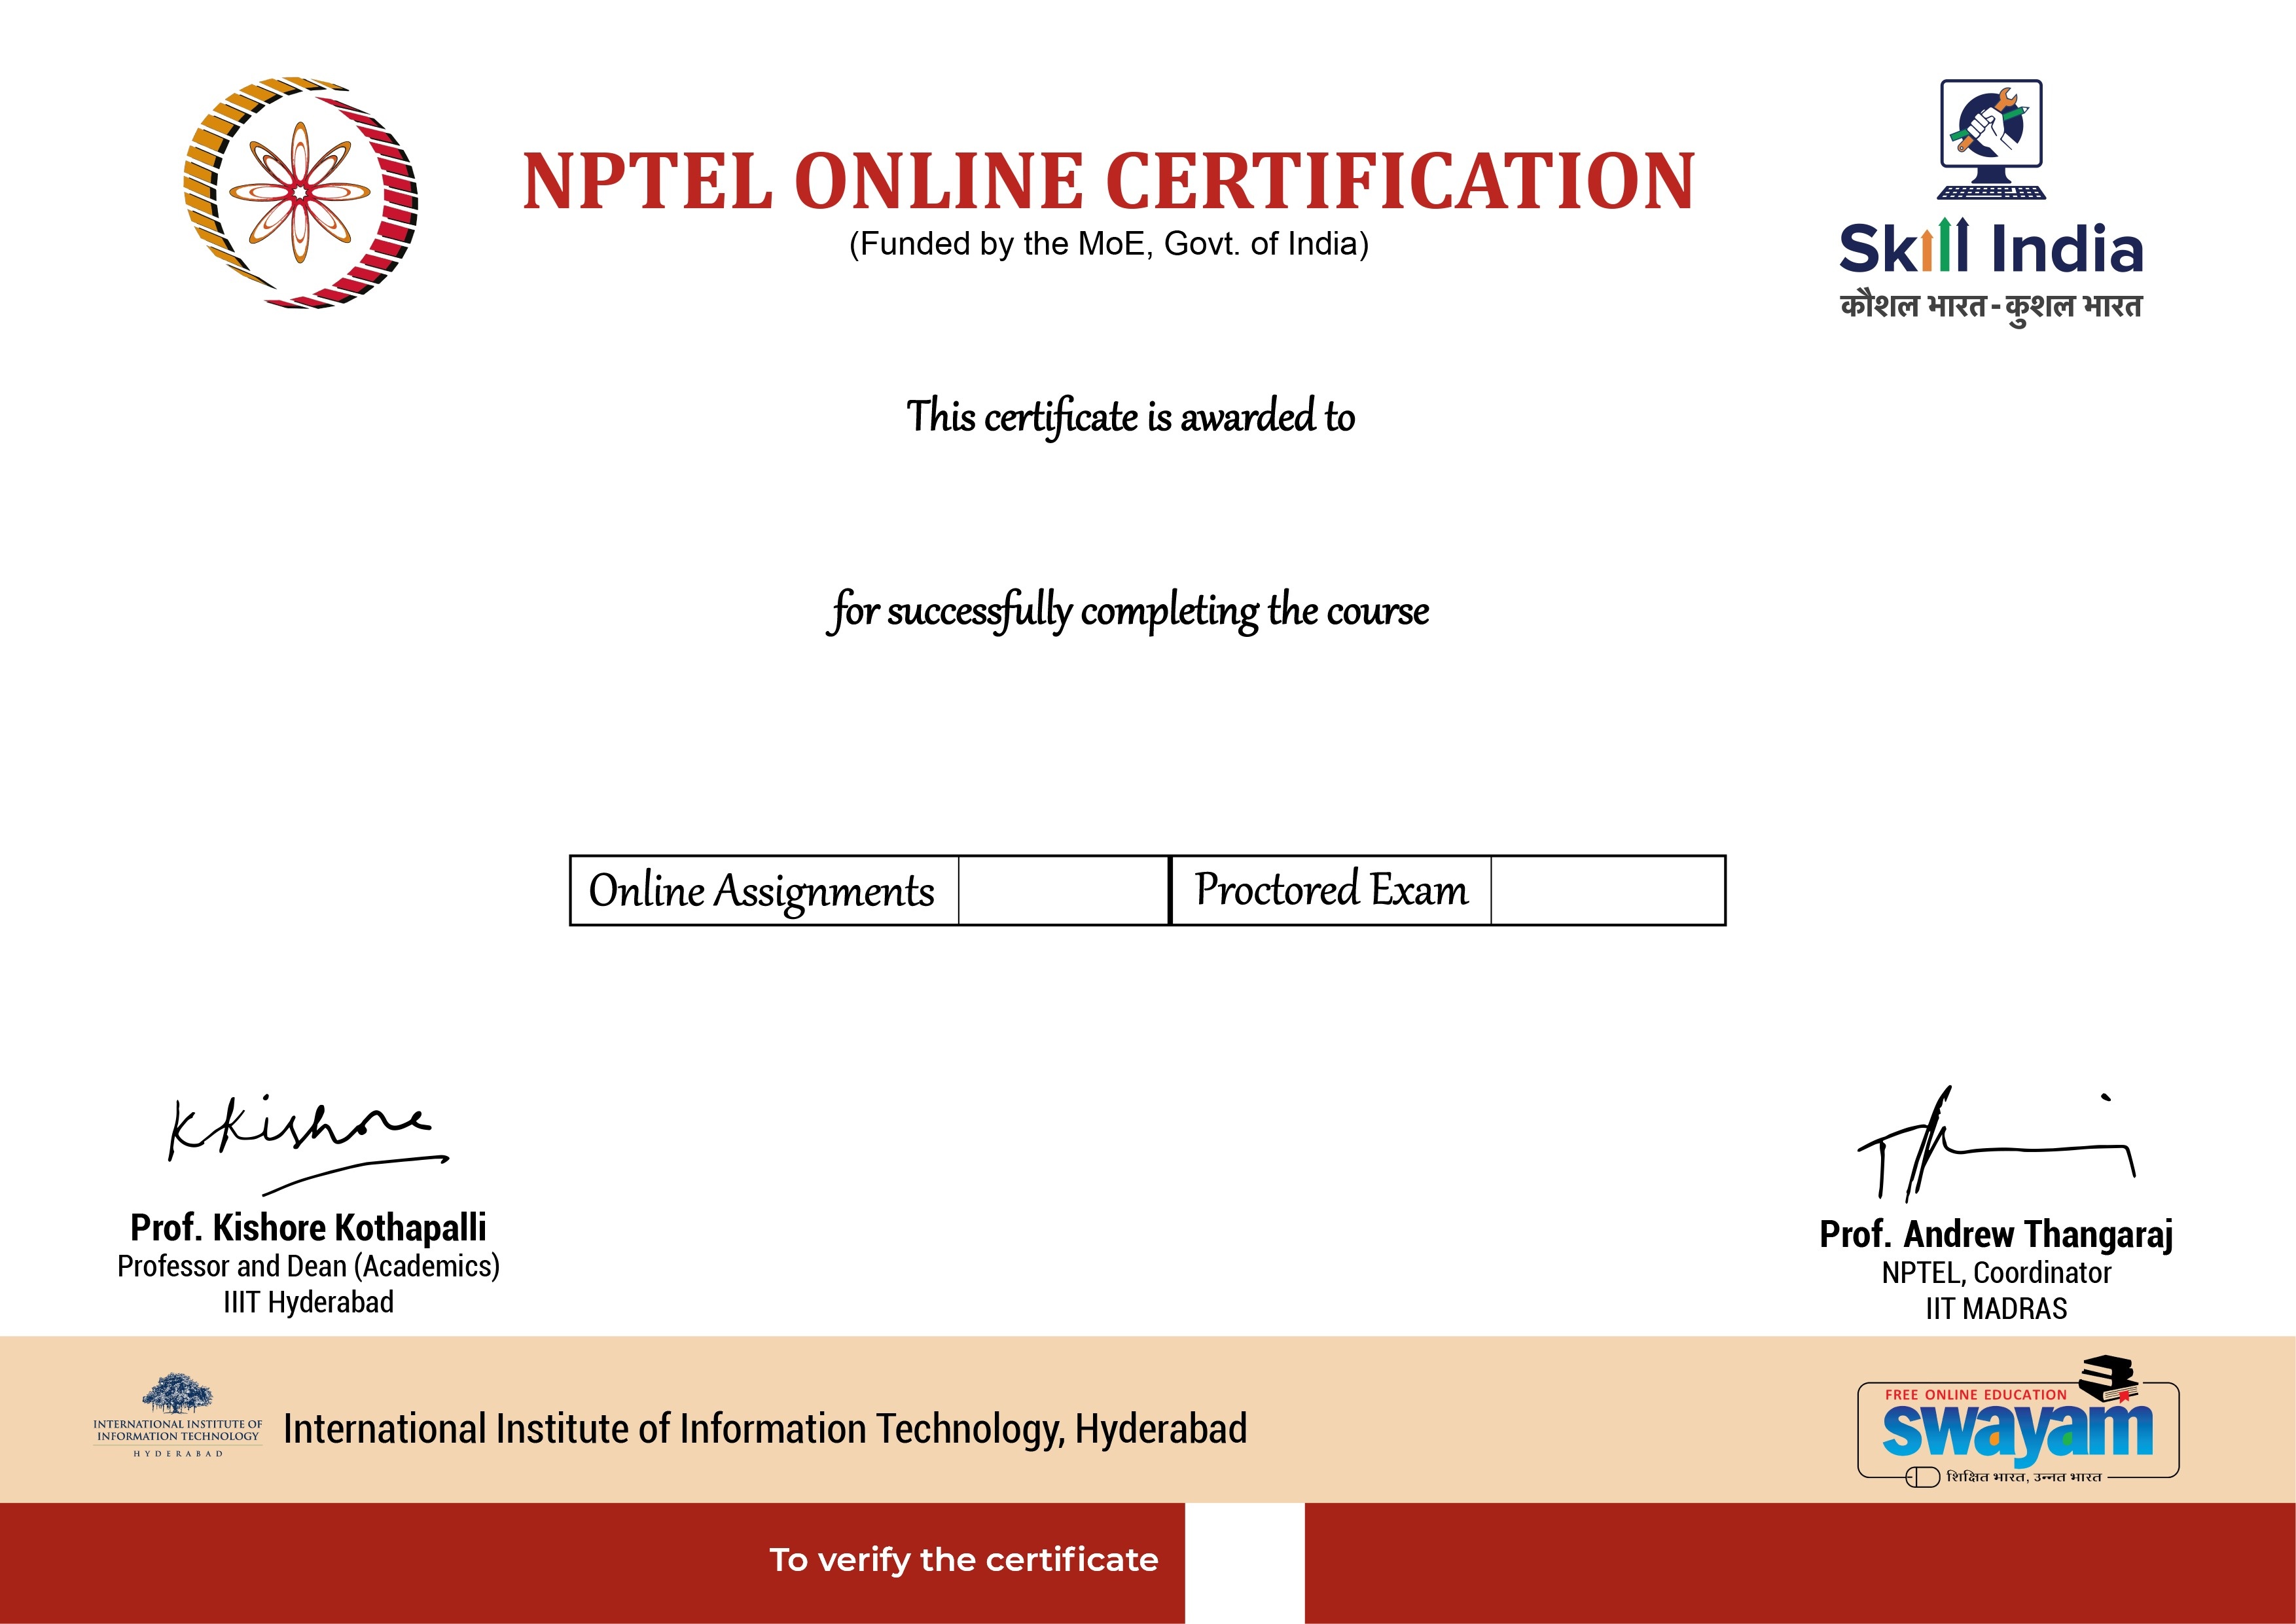 NPTEL ONLINE CERTIFICATION
(Funded by the MoE, Govt. of India)
Skill India
कौशल भारत - कुशल भारत
This certificate is awarded to
for successfully completing the course
Online Assignments
Proctored Exam
K Kishore
Prof. Kishore Kothapalli
Professor and Dean (Academics)
IIIT Hyderabad
Prof. Andrew Thangaraj
NPTEL, Coordinator
IIT MADRAS
INTERNATIONAL INSTITUTE OF
INFORMATION TECHNOLOGY
HYDERABAD
International Institute of Information Technology, Hyderabad
FREE ONLINE EDUCATION
swayam
शिक्षित भारत, उन्नत भारत
To verify the certificate